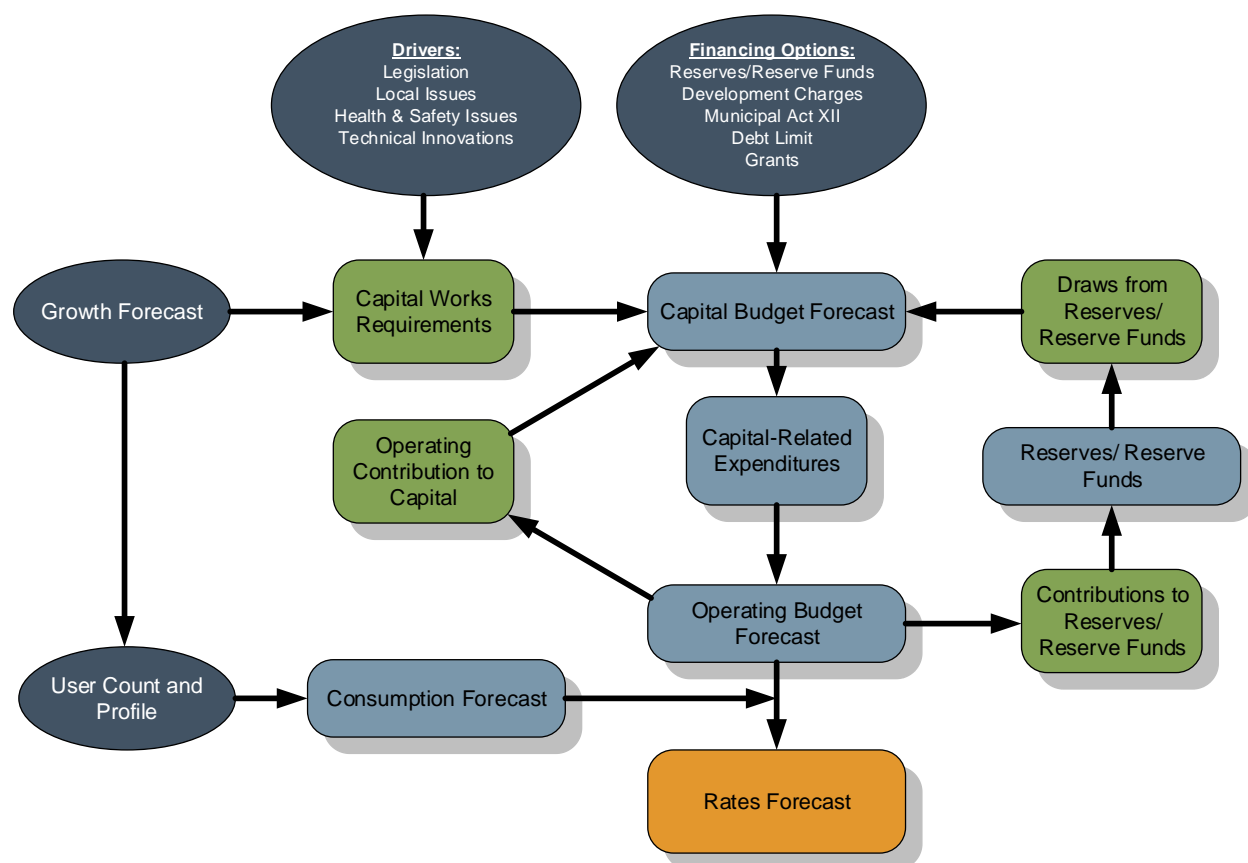 Drivers:
Legislation
Local Issues
Health & Safety Issues
Technical Innovations
Financing Options:
Reserves/Reserve Funds
Development Charges
Municipal Act XII
Debt Limit
Grants
Growth Forecast
Capital Works
Requirements
Capital Budget Forecast
Draws from
Reserves/
Reserve Funds
Operating
Contribution to
Capital
Capital-Related
Expenditures
Reserves/ Reserve
Funds
Operating Budget
Forecast
Contributions to
Reserves/
Reserve Funds
User Count and
Profile
Consumption Forecast
Rates Forecast